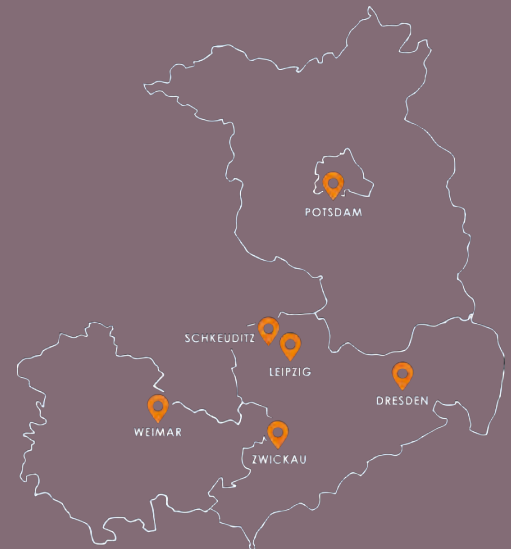 POTSDAM
SCHKEUDITZ
LEIPZIG
DRESDEN
WEIMAR
ZWICKAU